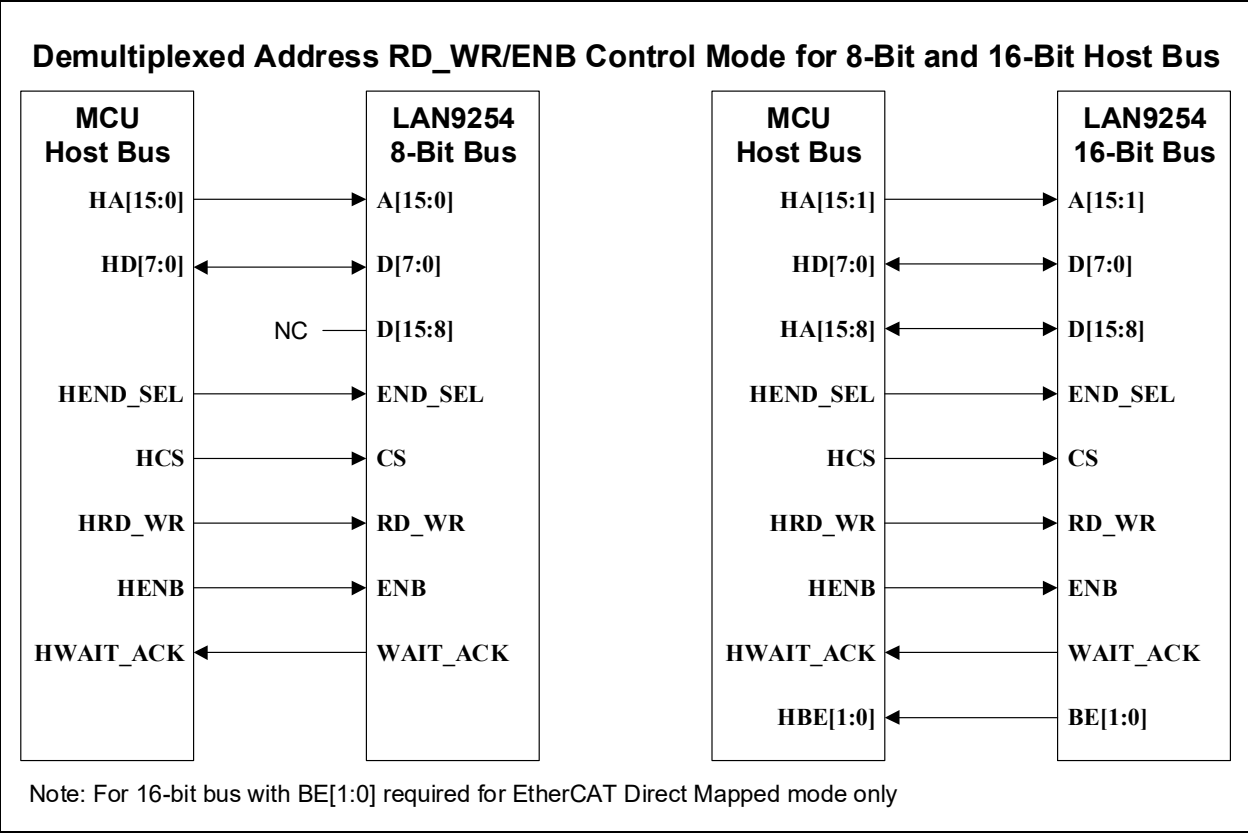 Demultiplexed Address RD_WR/ENB Control Mode for 8-Bit and 16-Bit Host Bus
MCU
Host Bus
HA[15:0]
HD[7:0]
HEND_SEL
HCS
HRD_WR
HENB
HWAIT_ACK
NC
LAN9254
8-Bit Bus
A[15:0]
D[7:0]
D[15:8]
END_SEL
CS
RD_WR
ENB
WAIT_ACK
MCU
Host Bus
HA[15:1]
HD[7:0]
HA[15:8]
HEND_SEL
HCS
HRD_WR
HENB
HWAIT_ACK
HBE[1:0]
LAN9254
16-Bit Bus
A[15:1]
D[7:0]
D[15:8]
END_SEL
CS
RD_WR
ENB
WAIT_ACK
BE[1:0]
Note: For 16-bit bus with BE[1:0] required for EtherCAT Direct Mapped mode only